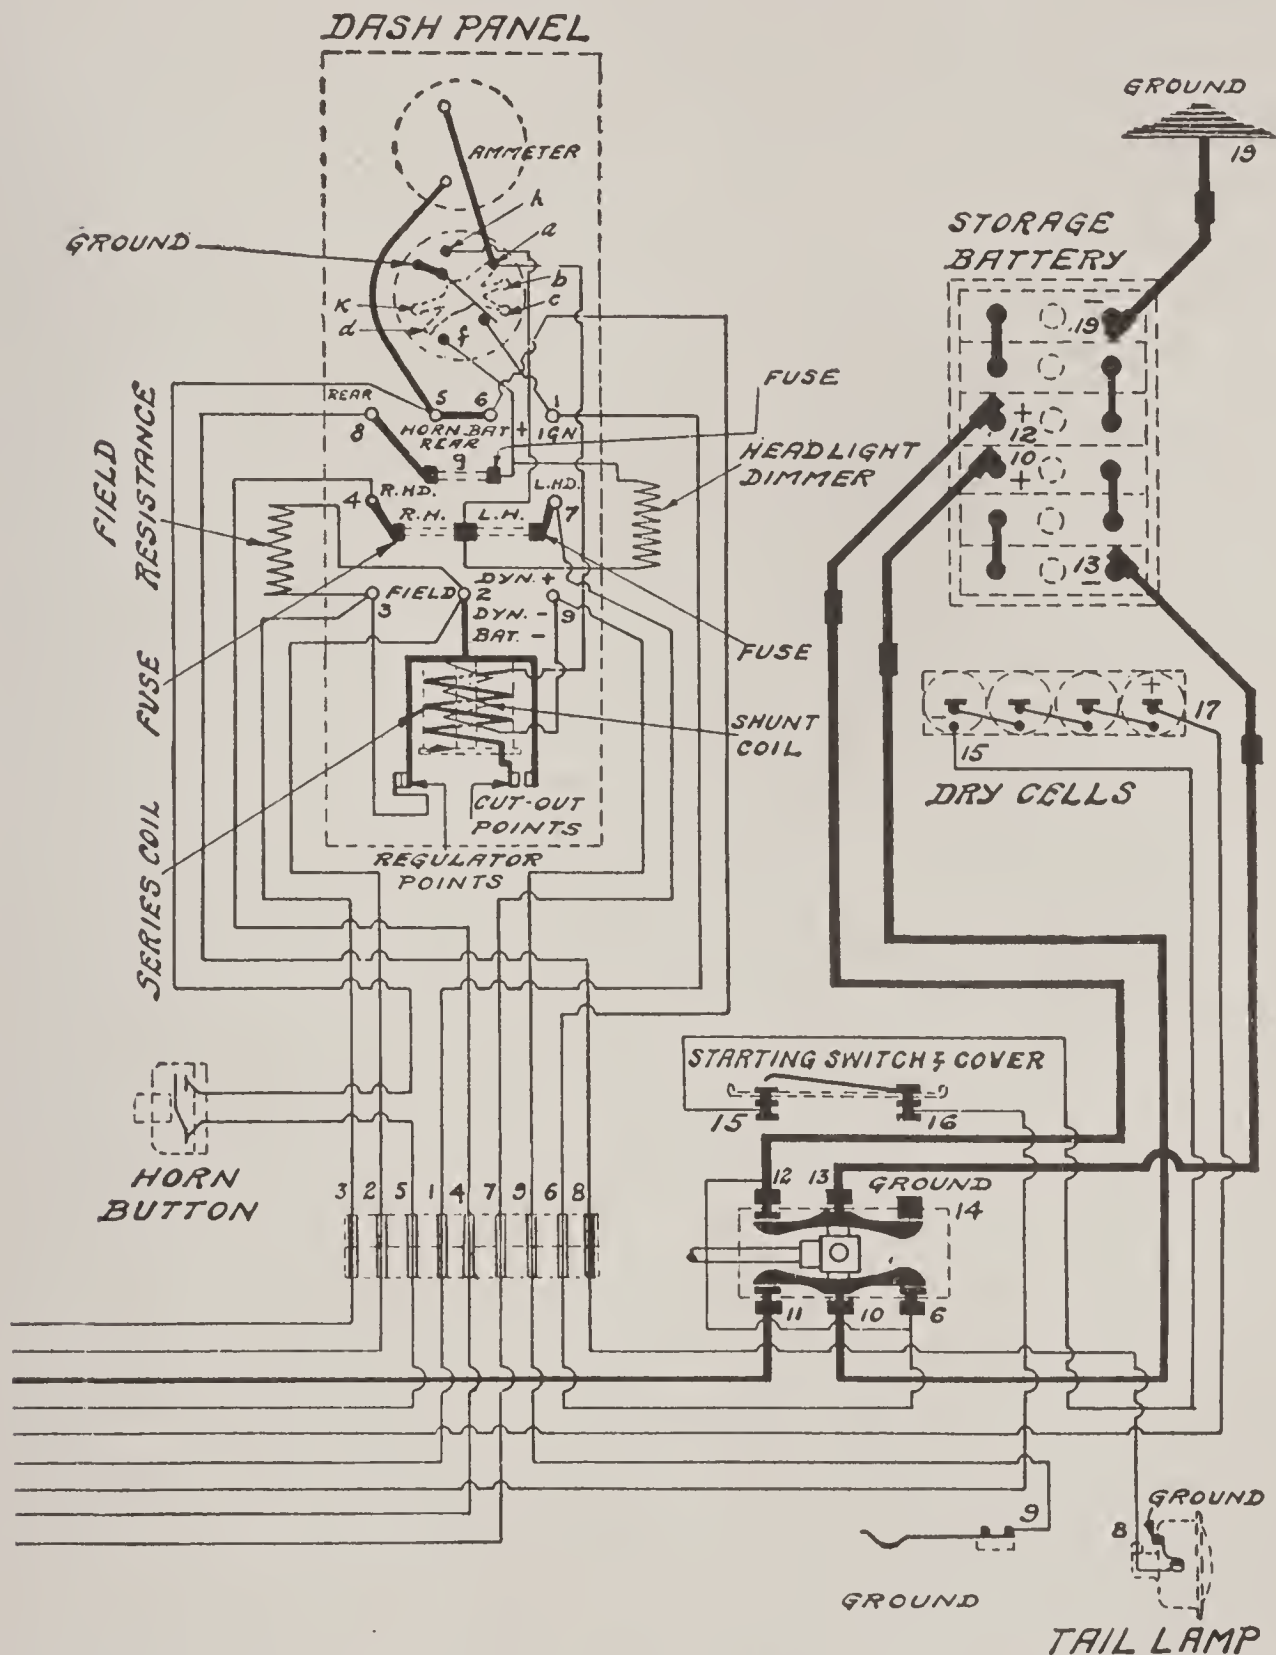 DASH PANEL
GROUND
19
AMMETER
h
a
GROUND
b
c
K
d
f
STORAGE
BATTERY
–
19
+
12
10
+
13
–
FUSE
REAR
8
5
6
1
HORN BAT +
REAR
IGN
9
HEADLIGHT
DIMMER
FIELD
RESISTANCE
4
R.HD.
L.HD.
R.H.
L.H.
7
DYN. +
FIELD
3
2
9
DYN. –
BAT. –
FUSE
FUSE
SHUNT
COIL
+
–
17
15
DRY CELLS
CUT-OUT
POINTS
REGULATOR
POINTS
SERIES COIL
STARTING SWITCH & COVER
15
16
HORN
BUTTON
3 2 5 1 4 7 9 6 8
12
13
GROUND
14
11
10
6
9
GROUND
8
GROUND
TAIL LAMP